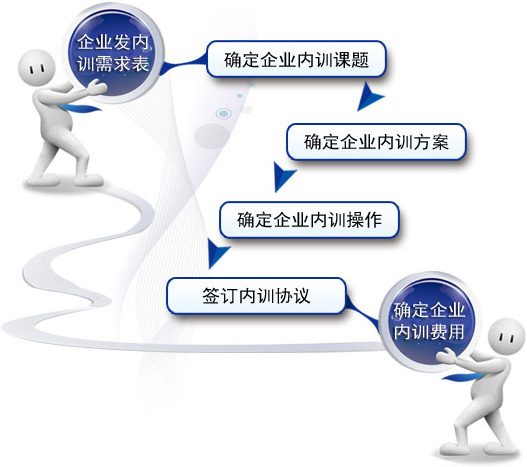 企业发内
训需求表
确定企业内训课题
确定企业内训方案
确定企业内训操作
签订内训协议
确定企业
内训费用